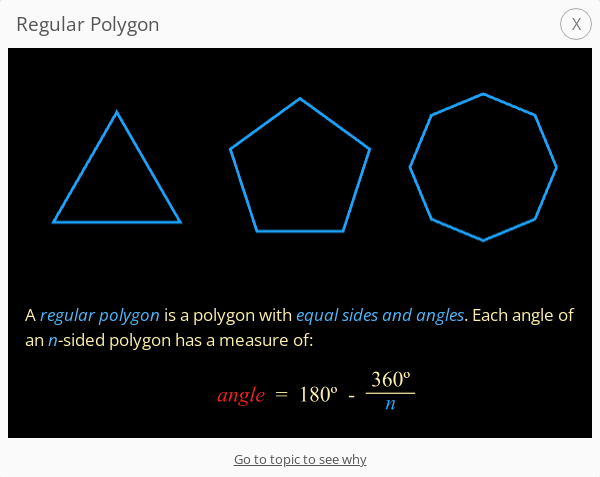 Regular Polygon X
A regular polygon is a polygon with equal sides and angles. Each angle of
an n-sided polygon has a measure of:
angle = 180º - 360º/n
Go to topic to see why